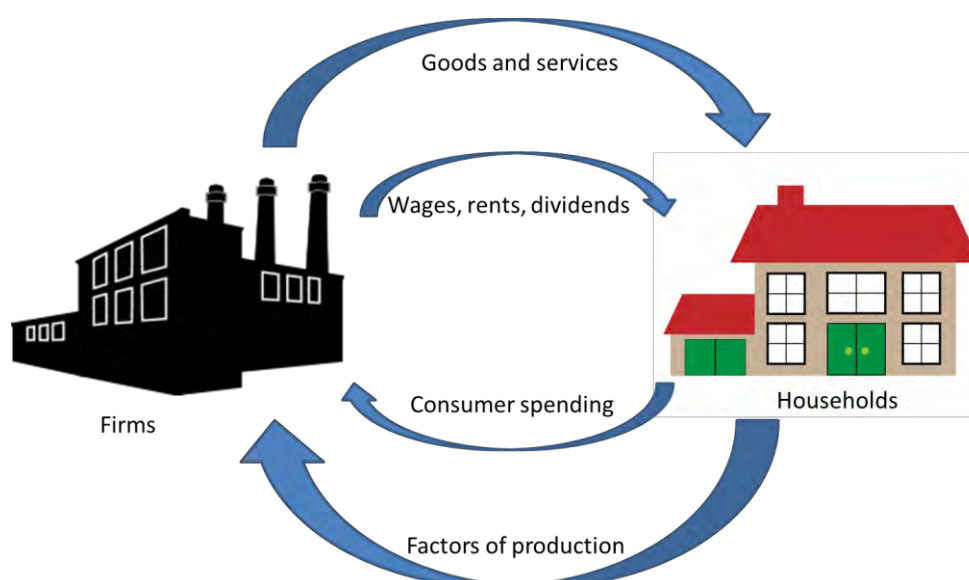 Goods and services
Wages, rents, dividends
Firms
Consumer spending
Households
Factors of production